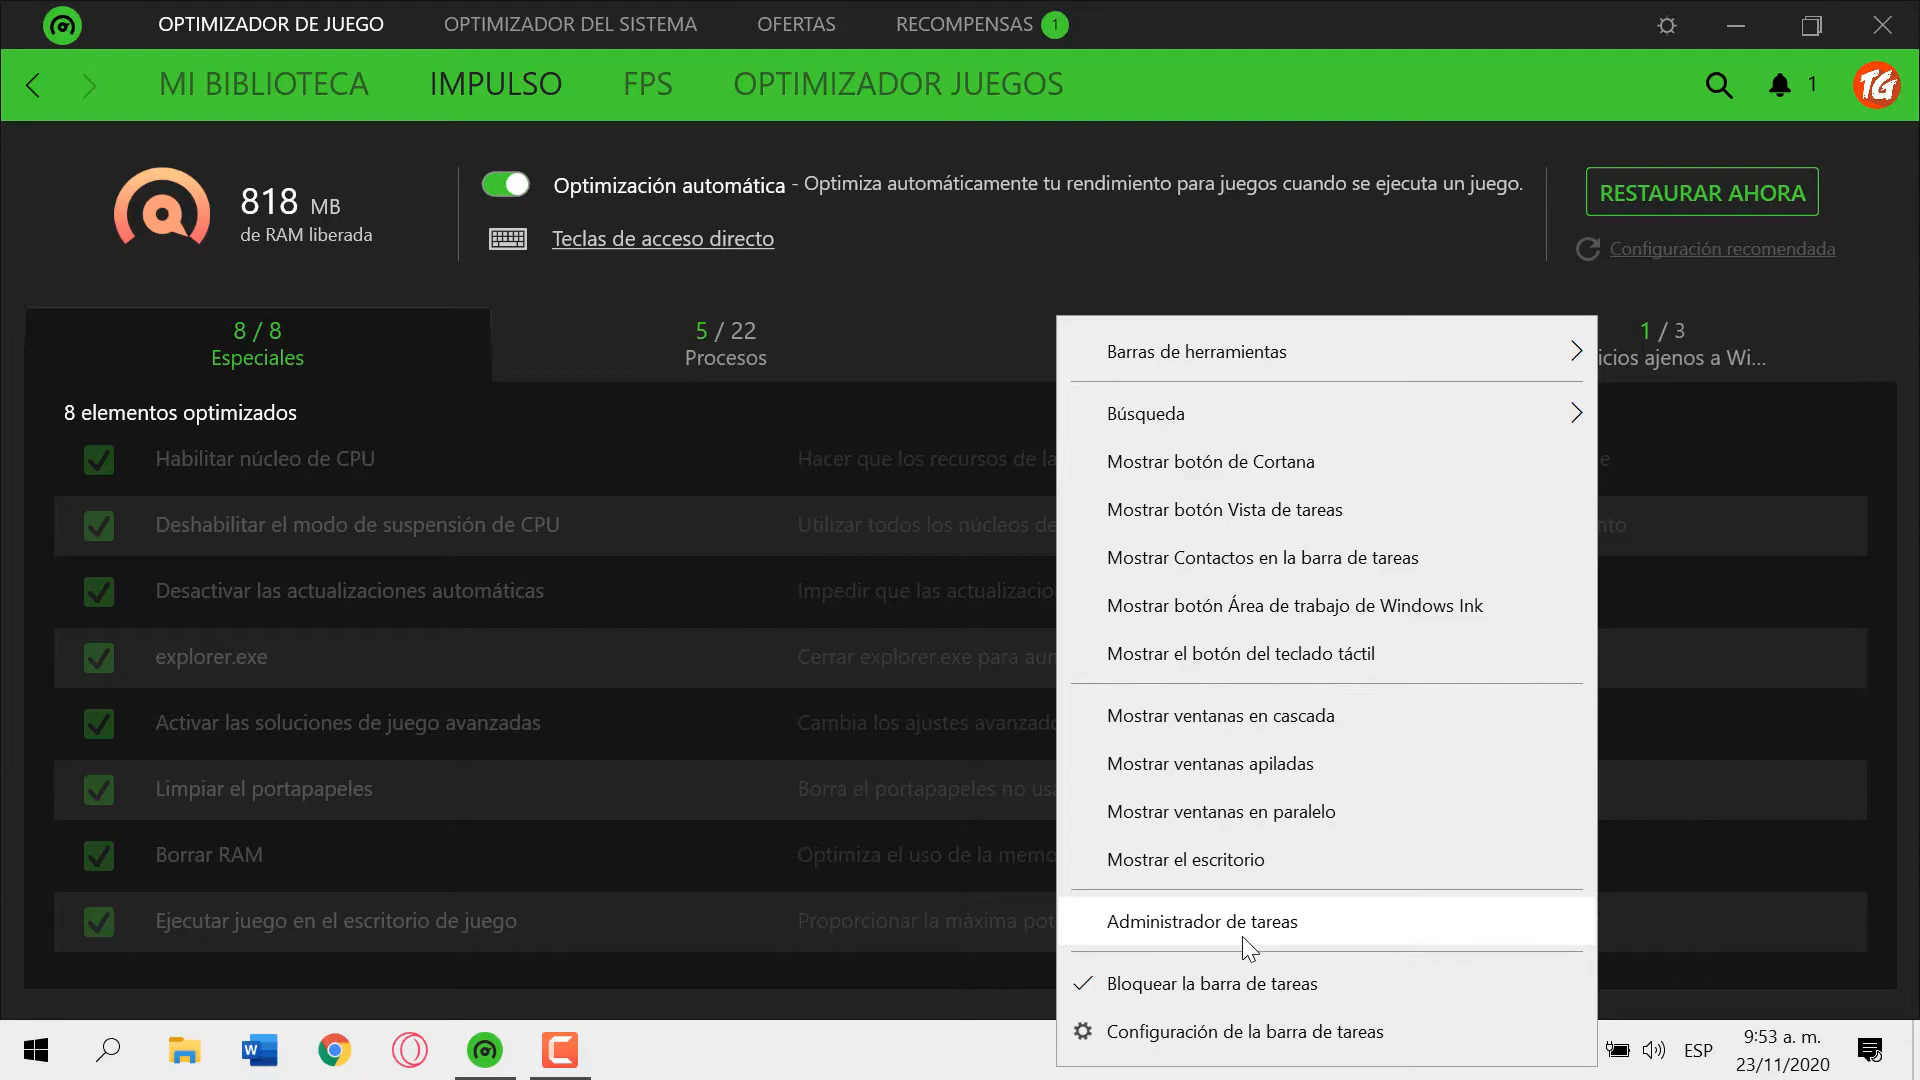 OPTIMIZADOR DE JUEGO
OPTIMIZADOR DEL SISTEMA
OFERTAS
RECOMPENSAS 1
MI BIBLIOTECA
IMPULSO
FPS
OPTIMIZADOR JUEGOS
1
TG
818 MB
de RAM liberada
Optimización automática - Optimiza automáticamente tu rendimiento para juegos cuando se ejecuta un juego.
Teclas de acceso directo
RESTAURAR AHORA
Configuración recomendada
8 / 8
Especiales
5 / 22
Procesos
1 / 3
icios ajenos a Wi...
8 elementos optimizados
Habilitar núcleo de CPU
Hacer que los recursos de la
e
Deshabilitar el modo de suspensión de CPU
Utilizar todos los núcleos de
nto
Desactivar las actualizaciones automáticas
Impedir que las actualizacio
explorer.exe
Cerrar explorer.exe para aun
Activar las soluciones de juego avanzadas
Cambia los ajustes avanzado
Limpiar el portapapeles
Borra el portapapeles no usa
Borrar RAM
Optimiza el uso de la memo
Ejecutar juego en el escritorio de juego
Proporcionar la máxima pot
Barras de herramientas
Búsqueda
Mostrar botón de Cortana
Mostrar botón Vista de tareas
Mostrar Contactos en la barra de tareas
Mostrar botón Área de trabajo de Windows Ink
Mostrar el botón del teclado táctil
Mostrar ventanas en cascada
Mostrar ventanas apiladas
Mostrar ventanas en paralelo
Mostrar el escritorio
Administrador de tareas
Bloquear la barra de tareas
Configuración de la barra de tareas
W
C
ESP
9:53 a. m.
23/11/2020